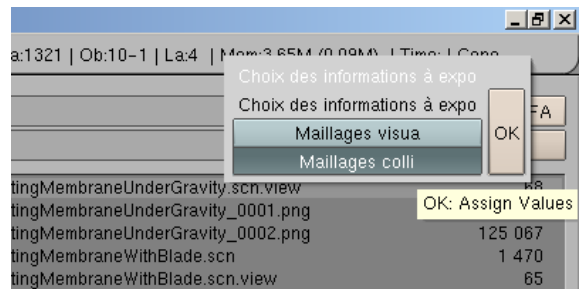 a:1321 | Ob:10-1 | La:4 | Mem:3.65M (0.09M) | Time: | Cone
Choix des informations à expo
Choix des informations à expo
FA
Maillages visua
OK
Maillages colli
tingMembraneUnderGravity.scn.view 68
OK: Assign Values
tingMembraneUnderGravity_0001.png
tingMembraneUnderGravity_0002.png 125 067
tingMembraneWithBlade.scn 1 470
tingMembraneWithBlade.scn.view 65